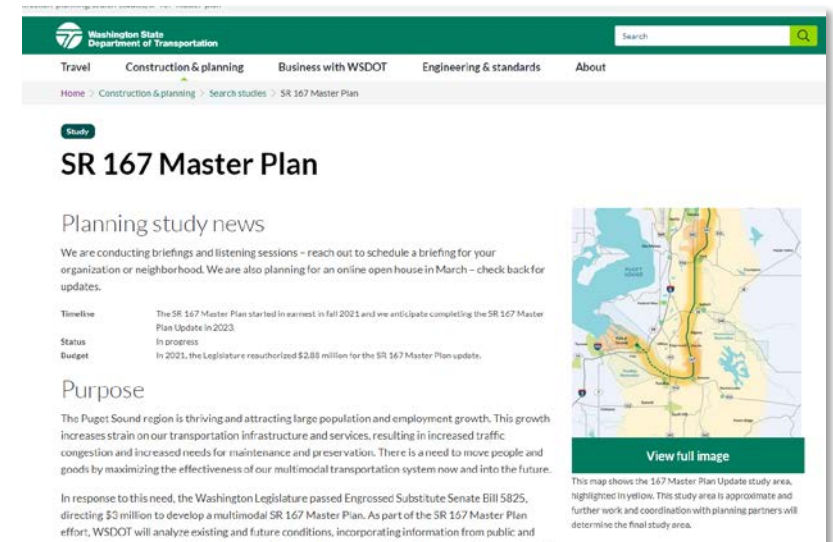 Washington State
Department of Transportation
Search
Travel
Construction & planning
Business with WSDOT
Engineering & standards
About
Home > Construction & planning > Search studies > SR 167 Master Plan
Study
SR 167 Master Plan
Planning study news
We are conducting briefings and listening sessions – reach out to schedule a briefing for your
organization or neighborhood. We are also planning for an online open house in March – check back for
updates.
Timeline The SR 167 Master Plan started in earnest in fall 2021 and we anticipate completing the SR 167 Master
Plan Update in 2023.
Status In progress
Budget In 2021, the Legislature reauthorized $2.88 million for the SR 167 Master Plan update.
Purpose
The Puget Sound region is thriving and attracting large population and employment growth. This growth
increases strain on our transportation infrastructure and services, resulting in increased traffic
congestion and increased needs for maintenance and preservation. There is a need to move people and
goods by maximizing the effectiveness of our multimodal transportation system now and into the future.
In response to this need, the Washington Legislature passed Engrossed Substitute Senate Bill 5825,
directing $3 million to develop a multimodal SR 167 Master Plan. As part of the SR 167 Master Plan
effort, WSDOT will analyze existing and future conditions, incorporating information from public and
PUGET
SOUND
View full image
This map shows the 167 Master Plan Update study area,
highlighted in yellow. This study area is approximate and
further work and coordination with planning partners will
determine the final study area.